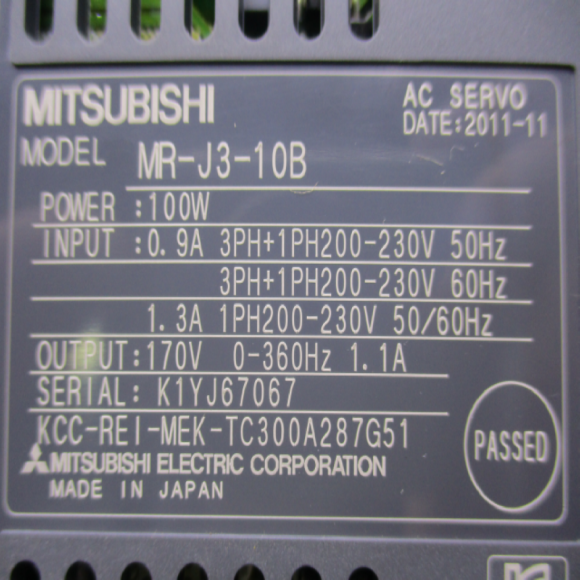 MITSUBISHI
AC SERVO
DATE:2011-11
MODEL MR-J3-10B
POWER :100W
INPUT :0.9A 3PH+1PH200-230V 50Hz
3PH+1PH200-230V 60Hz
1.3A 1PH200-230V 50/60Hz
OUTPUT:170V 0-360Hz 1.1A
SERIAL: K1YJ67067
KCC-REI-MEK-TC300A287G51
PASSED
MITSUBISHI ELECTRIC CORPORATION
MADE IN JAPAN